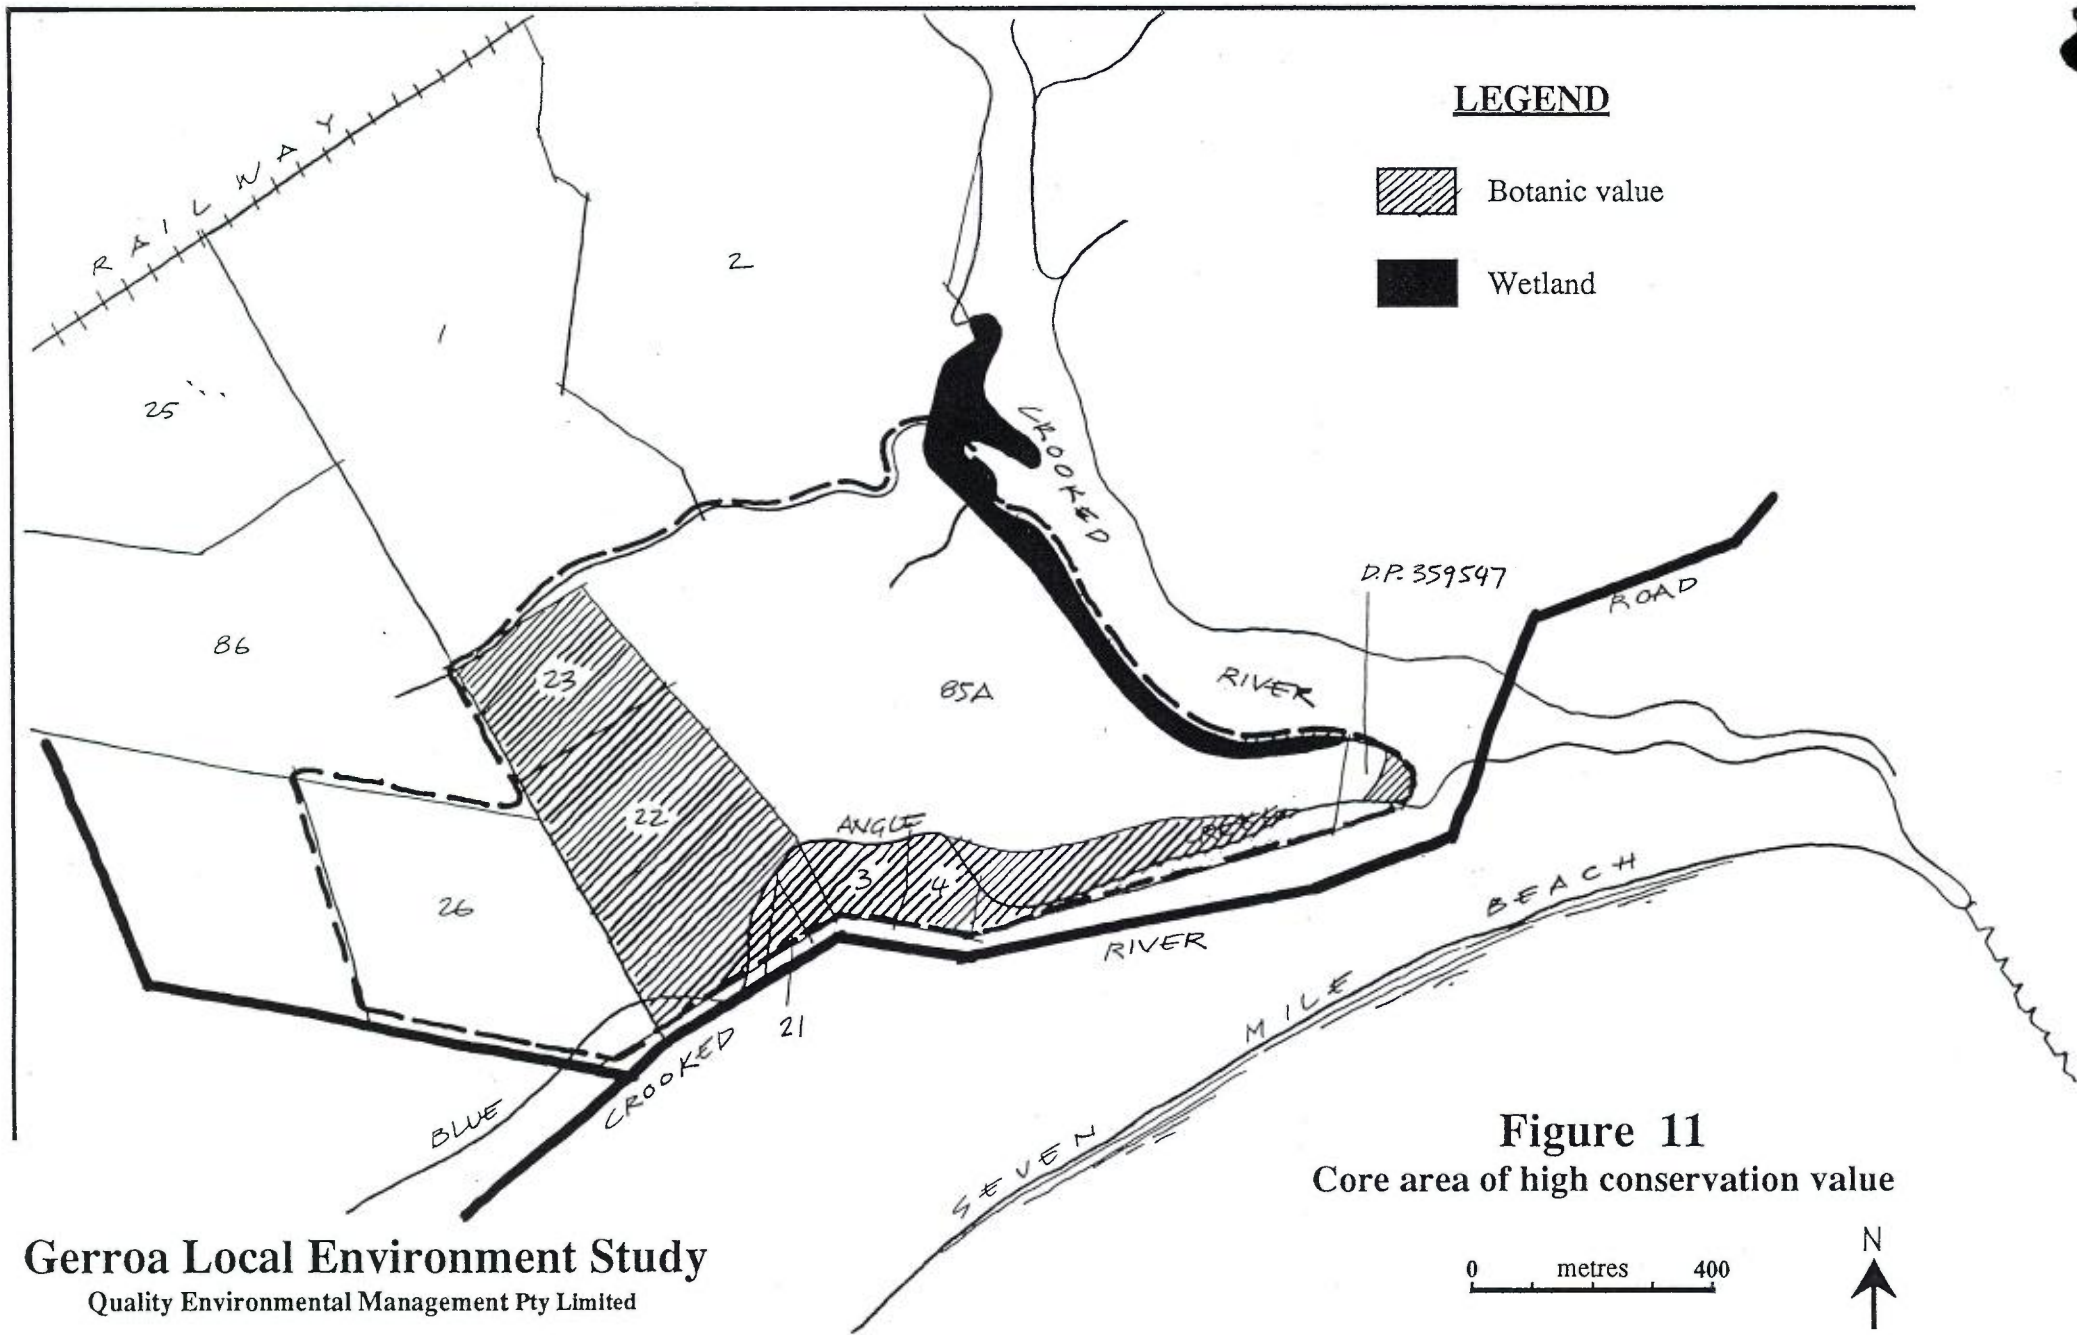 LEGEND
Botanic value
Wetland
RAILWAY
2
1
25
CROOKED
D.P. 359547
ROAD
86
23
85A
RIVER
22
ANGLE
3
4
26
BEACH
RIVER
MILE
21
CROOKED
BLUE
SEVEN
Figure 11
Core area of high conservation value
Gerroa Local Environment Study
Quality Environmental Management Pty Limited
0 metres 400
N